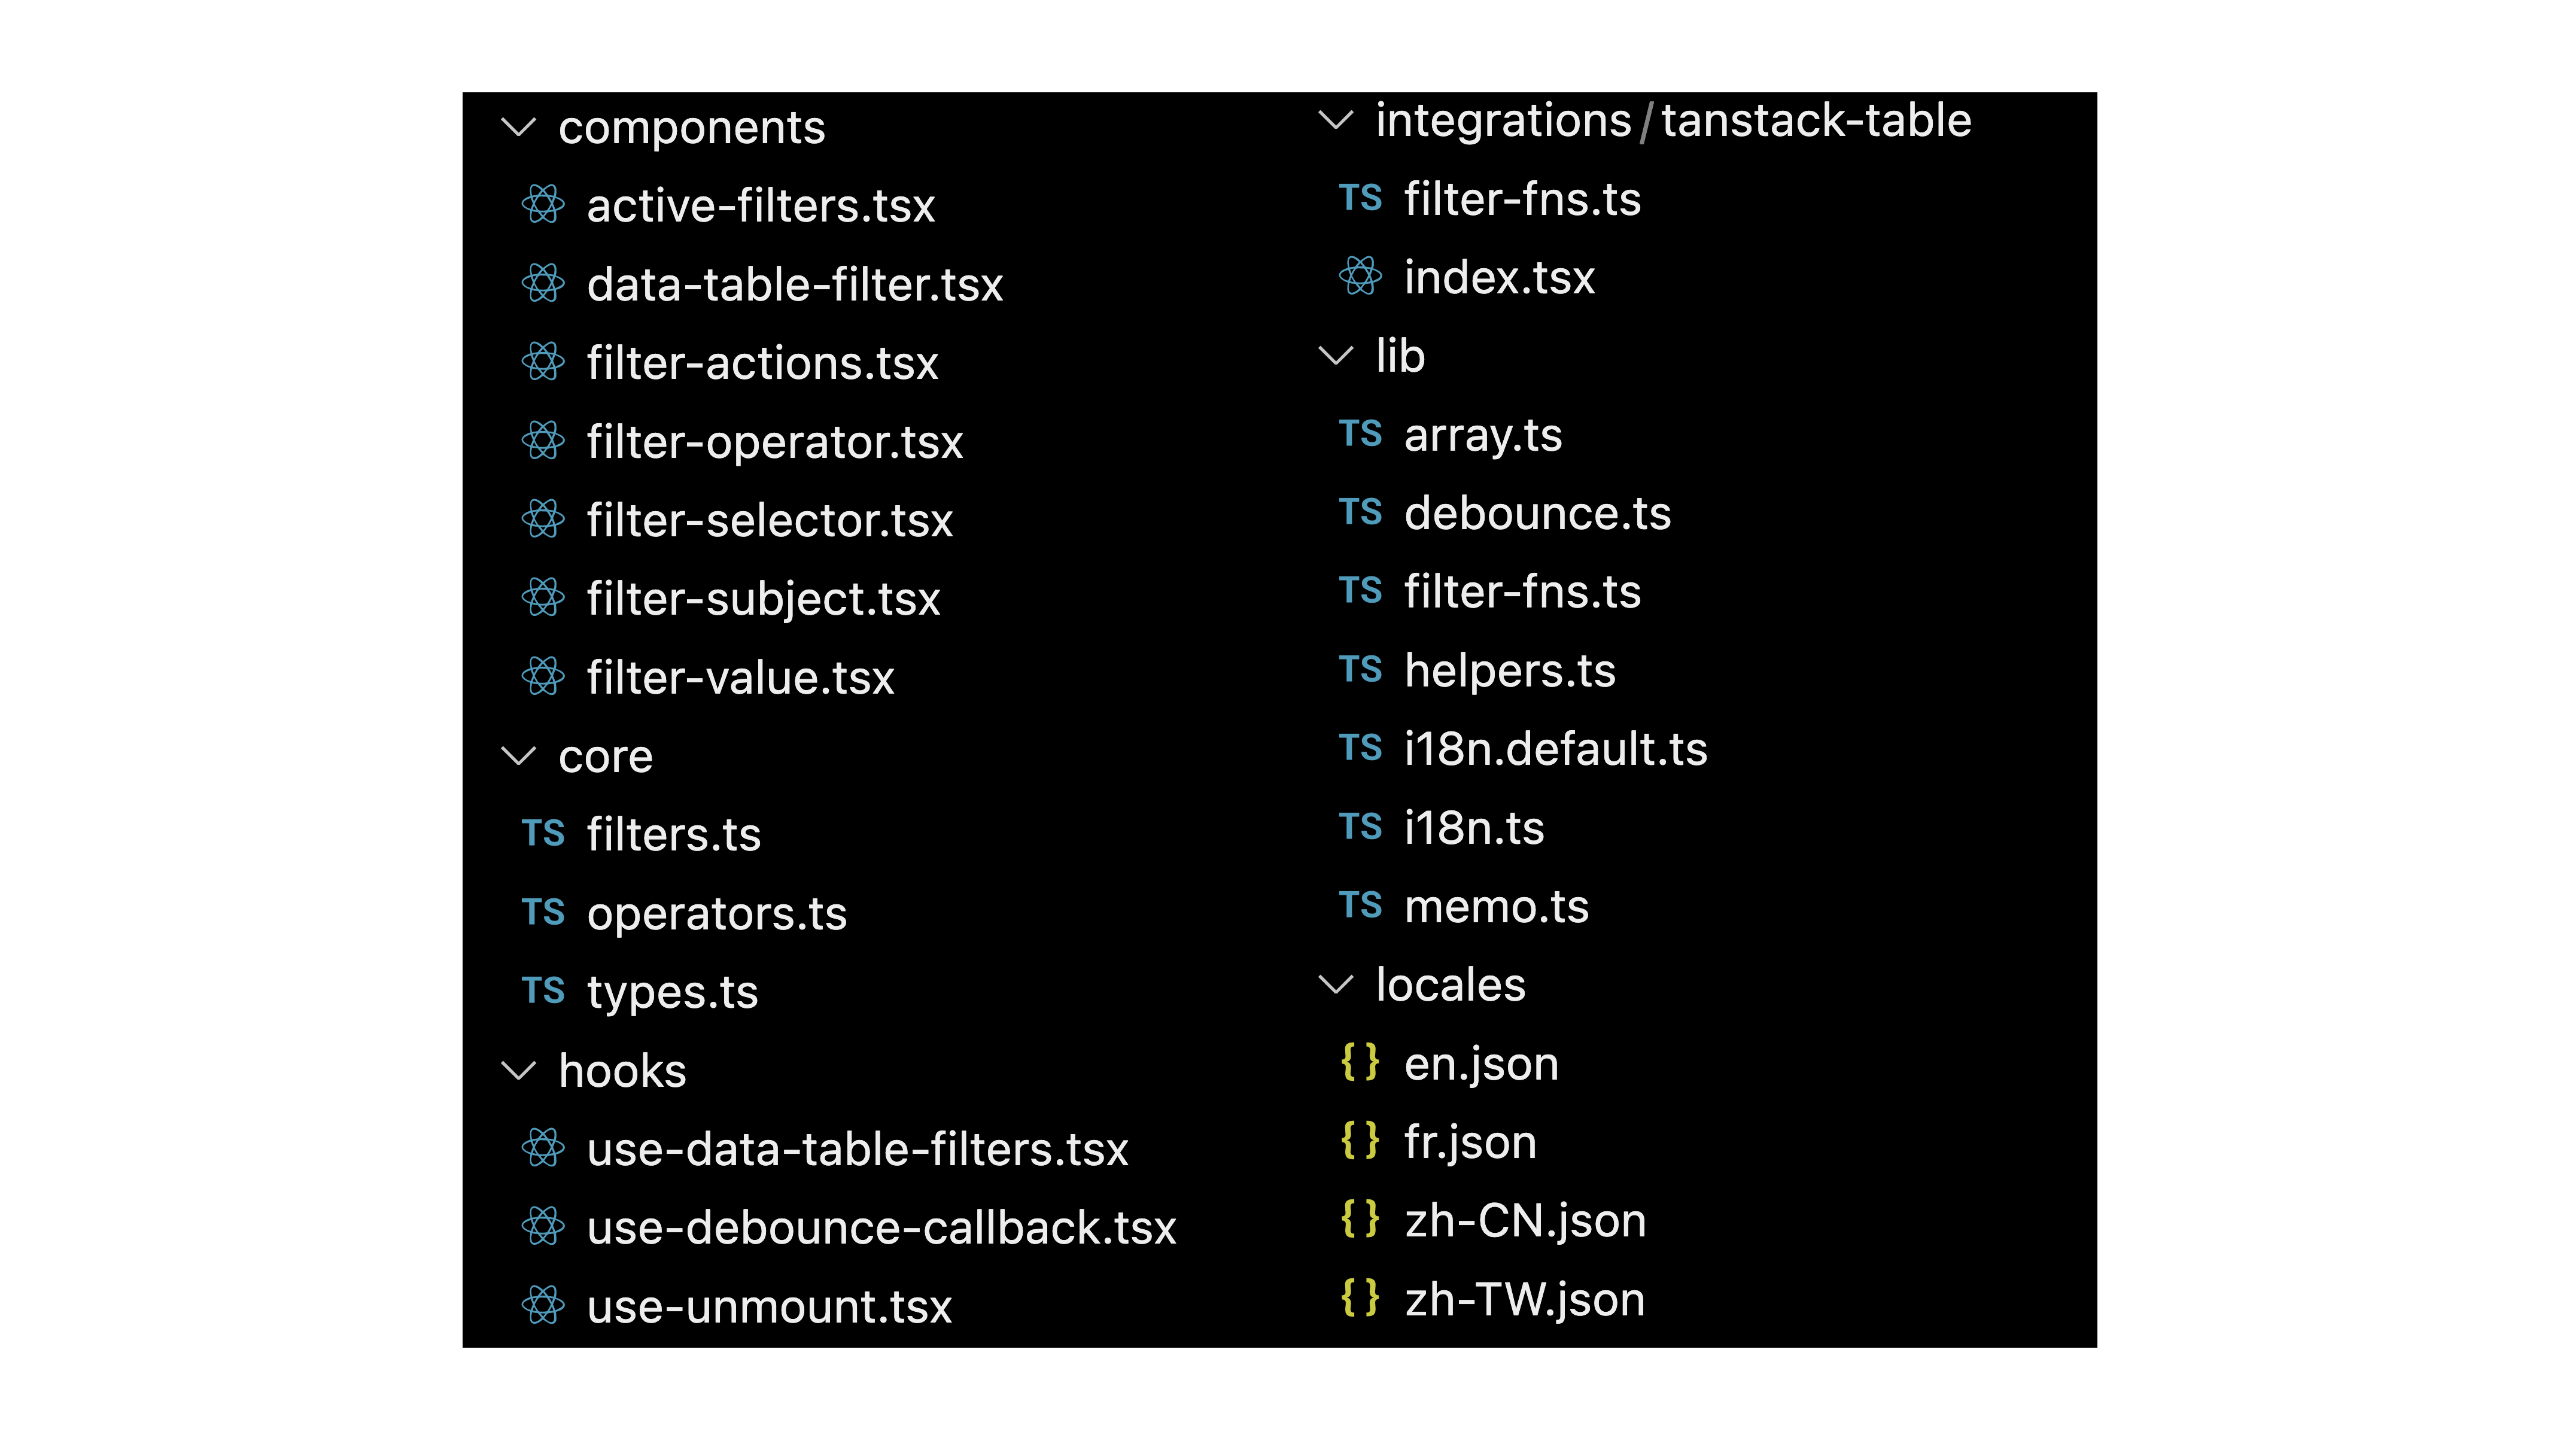 components
active-filters.tsx
data-table-filter.tsx
filter-actions.tsx
filter-operator.tsx
filter-selector.tsx
filter-subject.tsx
filter-value.tsx
core
TS filters.ts
TS operators.ts
TS types.ts
hooks
use-data-table-filters.tsx
use-debounce-callback.tsx
use-unmount.tsx
integrations/tanstack-table
TS filter-fns.ts
index.tsx
lib
TS array.ts
TS debounce.ts
TS filter-fns.ts
TS helpers.ts
TS i18n.default.ts
TS i18n.ts
TS memo.ts
locales
{} en.json
{} fr.json
{} zh-CN.json
{} zh-TW.json